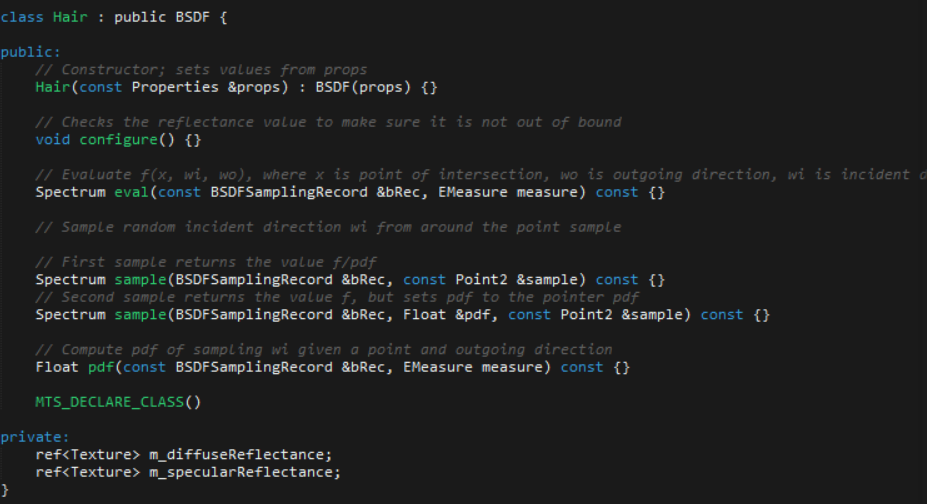 class Hair : public BSDF {
public:
// Constructor; sets values from props
Hair(const Properties &props) : BSDF(props) {}
// Checks the reflectance value to make sure it is not out of bound
void configure() {}
// Evaluate f(x, wi, wo), where x is point of intersection, wo is outgoing direction, wi is incident d
Spectrum eval(const BSDFSamplingRecord &bRec, EMeasure measure) const {}
// Sample random incident direction wi from around the point sample
// First sample returns the value f/pdf
Spectrum sample(BSDFSamplingRecord &bRec, const Point2 &sample) const {}
// Second sample returns the value f, but sets pdf to the pointer pdf
Spectrum sample(BSDFSamplingRecord &bRec, Float &pdf, const Point2 &sample) const {}
// Compute pdf of sampling wi given a point and outgoing direction
Float pdf(const BSDFSamplingRecord &bRec, EMeasure measure) const {}
MTS_DECLARE_CLASS()
private:
ref<Texture> m_diffuseReflectance;
ref<Texture> m_specularReflectance;
}